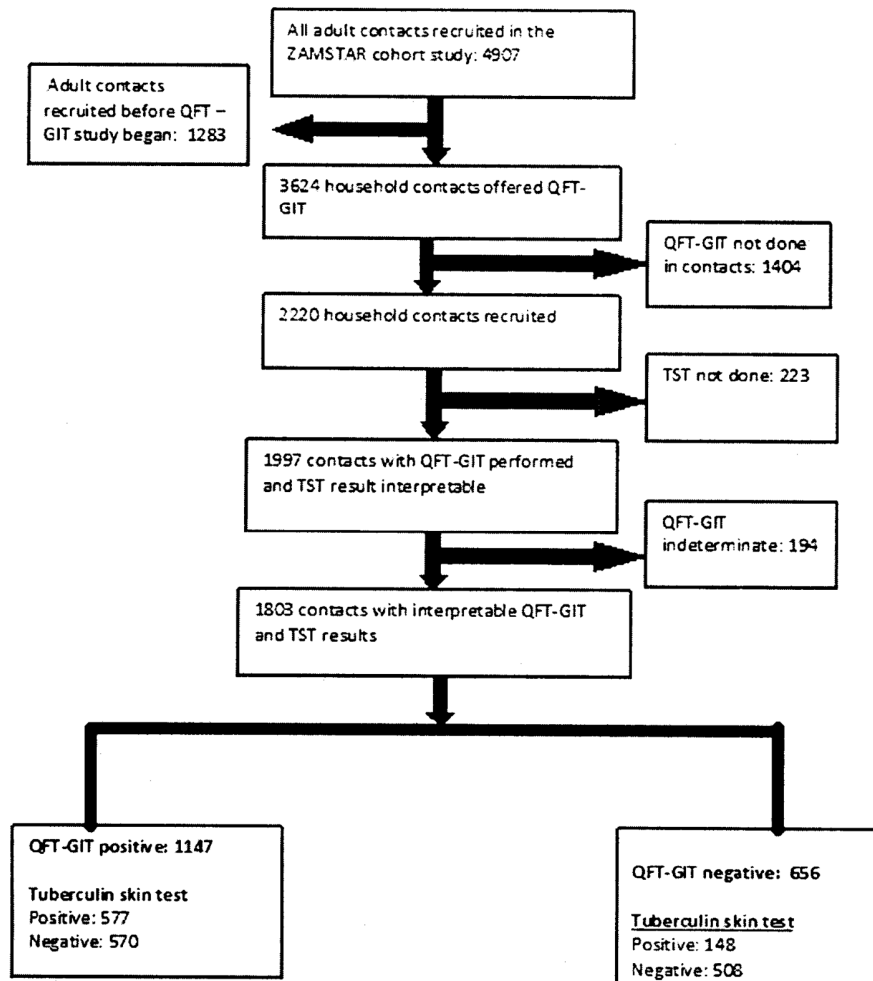 All adult contacts recruited in the
ZAMSTAR cohort study: 4907
Adult contacts
recruited before QFT –
GIT study began: 1283
3624 household contacts offered QFT-
GIT
QFT-GIT not done
in contacts: 1404
2220 household contacts recruited
TST not done: 223
1997 contacts with QFT-GIT performed
and TST result interpretable
QFT-GIT
indeterminate: 194
1803 contacts with interpretable QFT-GIT
and TST results
QFT-GIT positive: 1147
Tuberculin skin test
Positive: 577
Negative: 570
QFT-GIT negative: 656
Tuberculin skin test
Positive: 148
Negative: 508